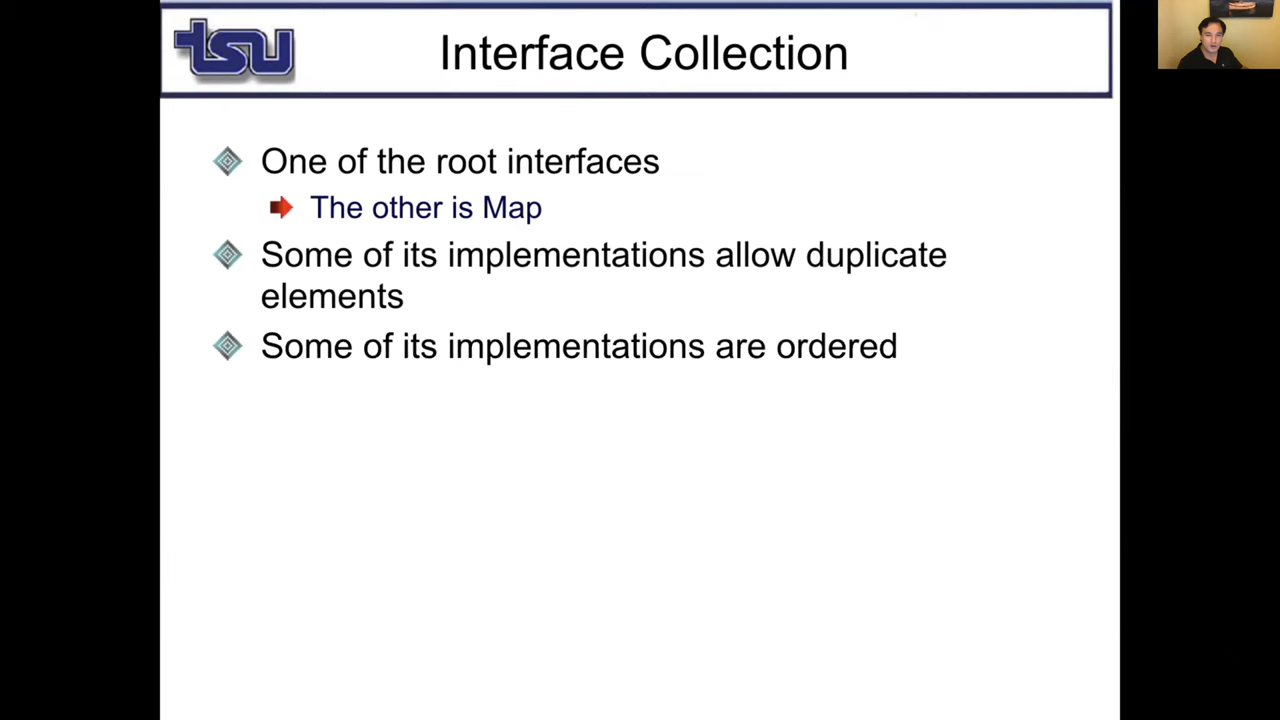 tsu
Interface Collection
One of the root interfaces
The other is Map
Some of its implementations allow duplicate
elements
Some of its implementations are ordered